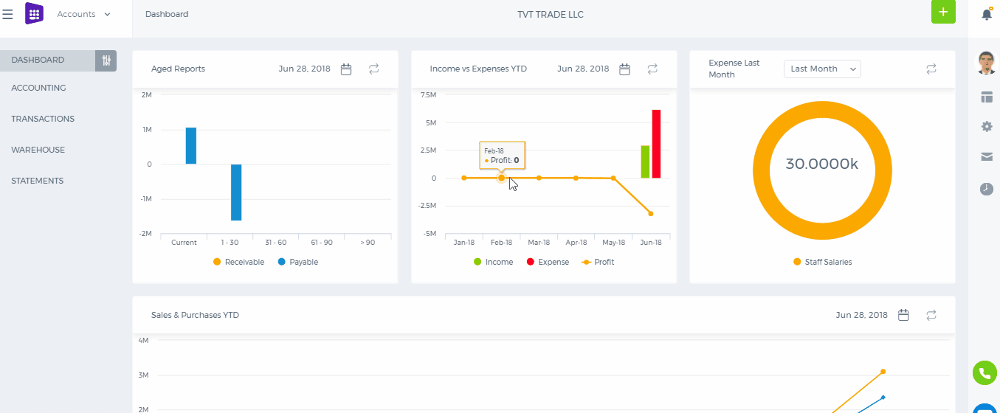 Accounts
Dashboard
TVT TRADE LLC
+
DASHBOARD
ACCOUNTING
TRANSACTIONS
WAREHOUSE
STATEMENTS
Aged Reports
Jun 28, 2018
2M
1M
0
-1M
-2M
Current
1 - 30
31 - 60
61 - 90
> 90
Receivable
Payable
Income vs Expenses YTD
Jun 28, 2018
7.5M
5M
2.5M
0
-2.5M
-5M
Feb-18
Profit: 0
Jan-18
Feb-18
Mar-18
Apr-18
May-18
Jun-18
Income
Expense
Profit
Expense Last
Month
Last Month
30.0000k
Staff Salaries
Sales & Purchases YTD
Jun 28, 2018
4M
3M
2M